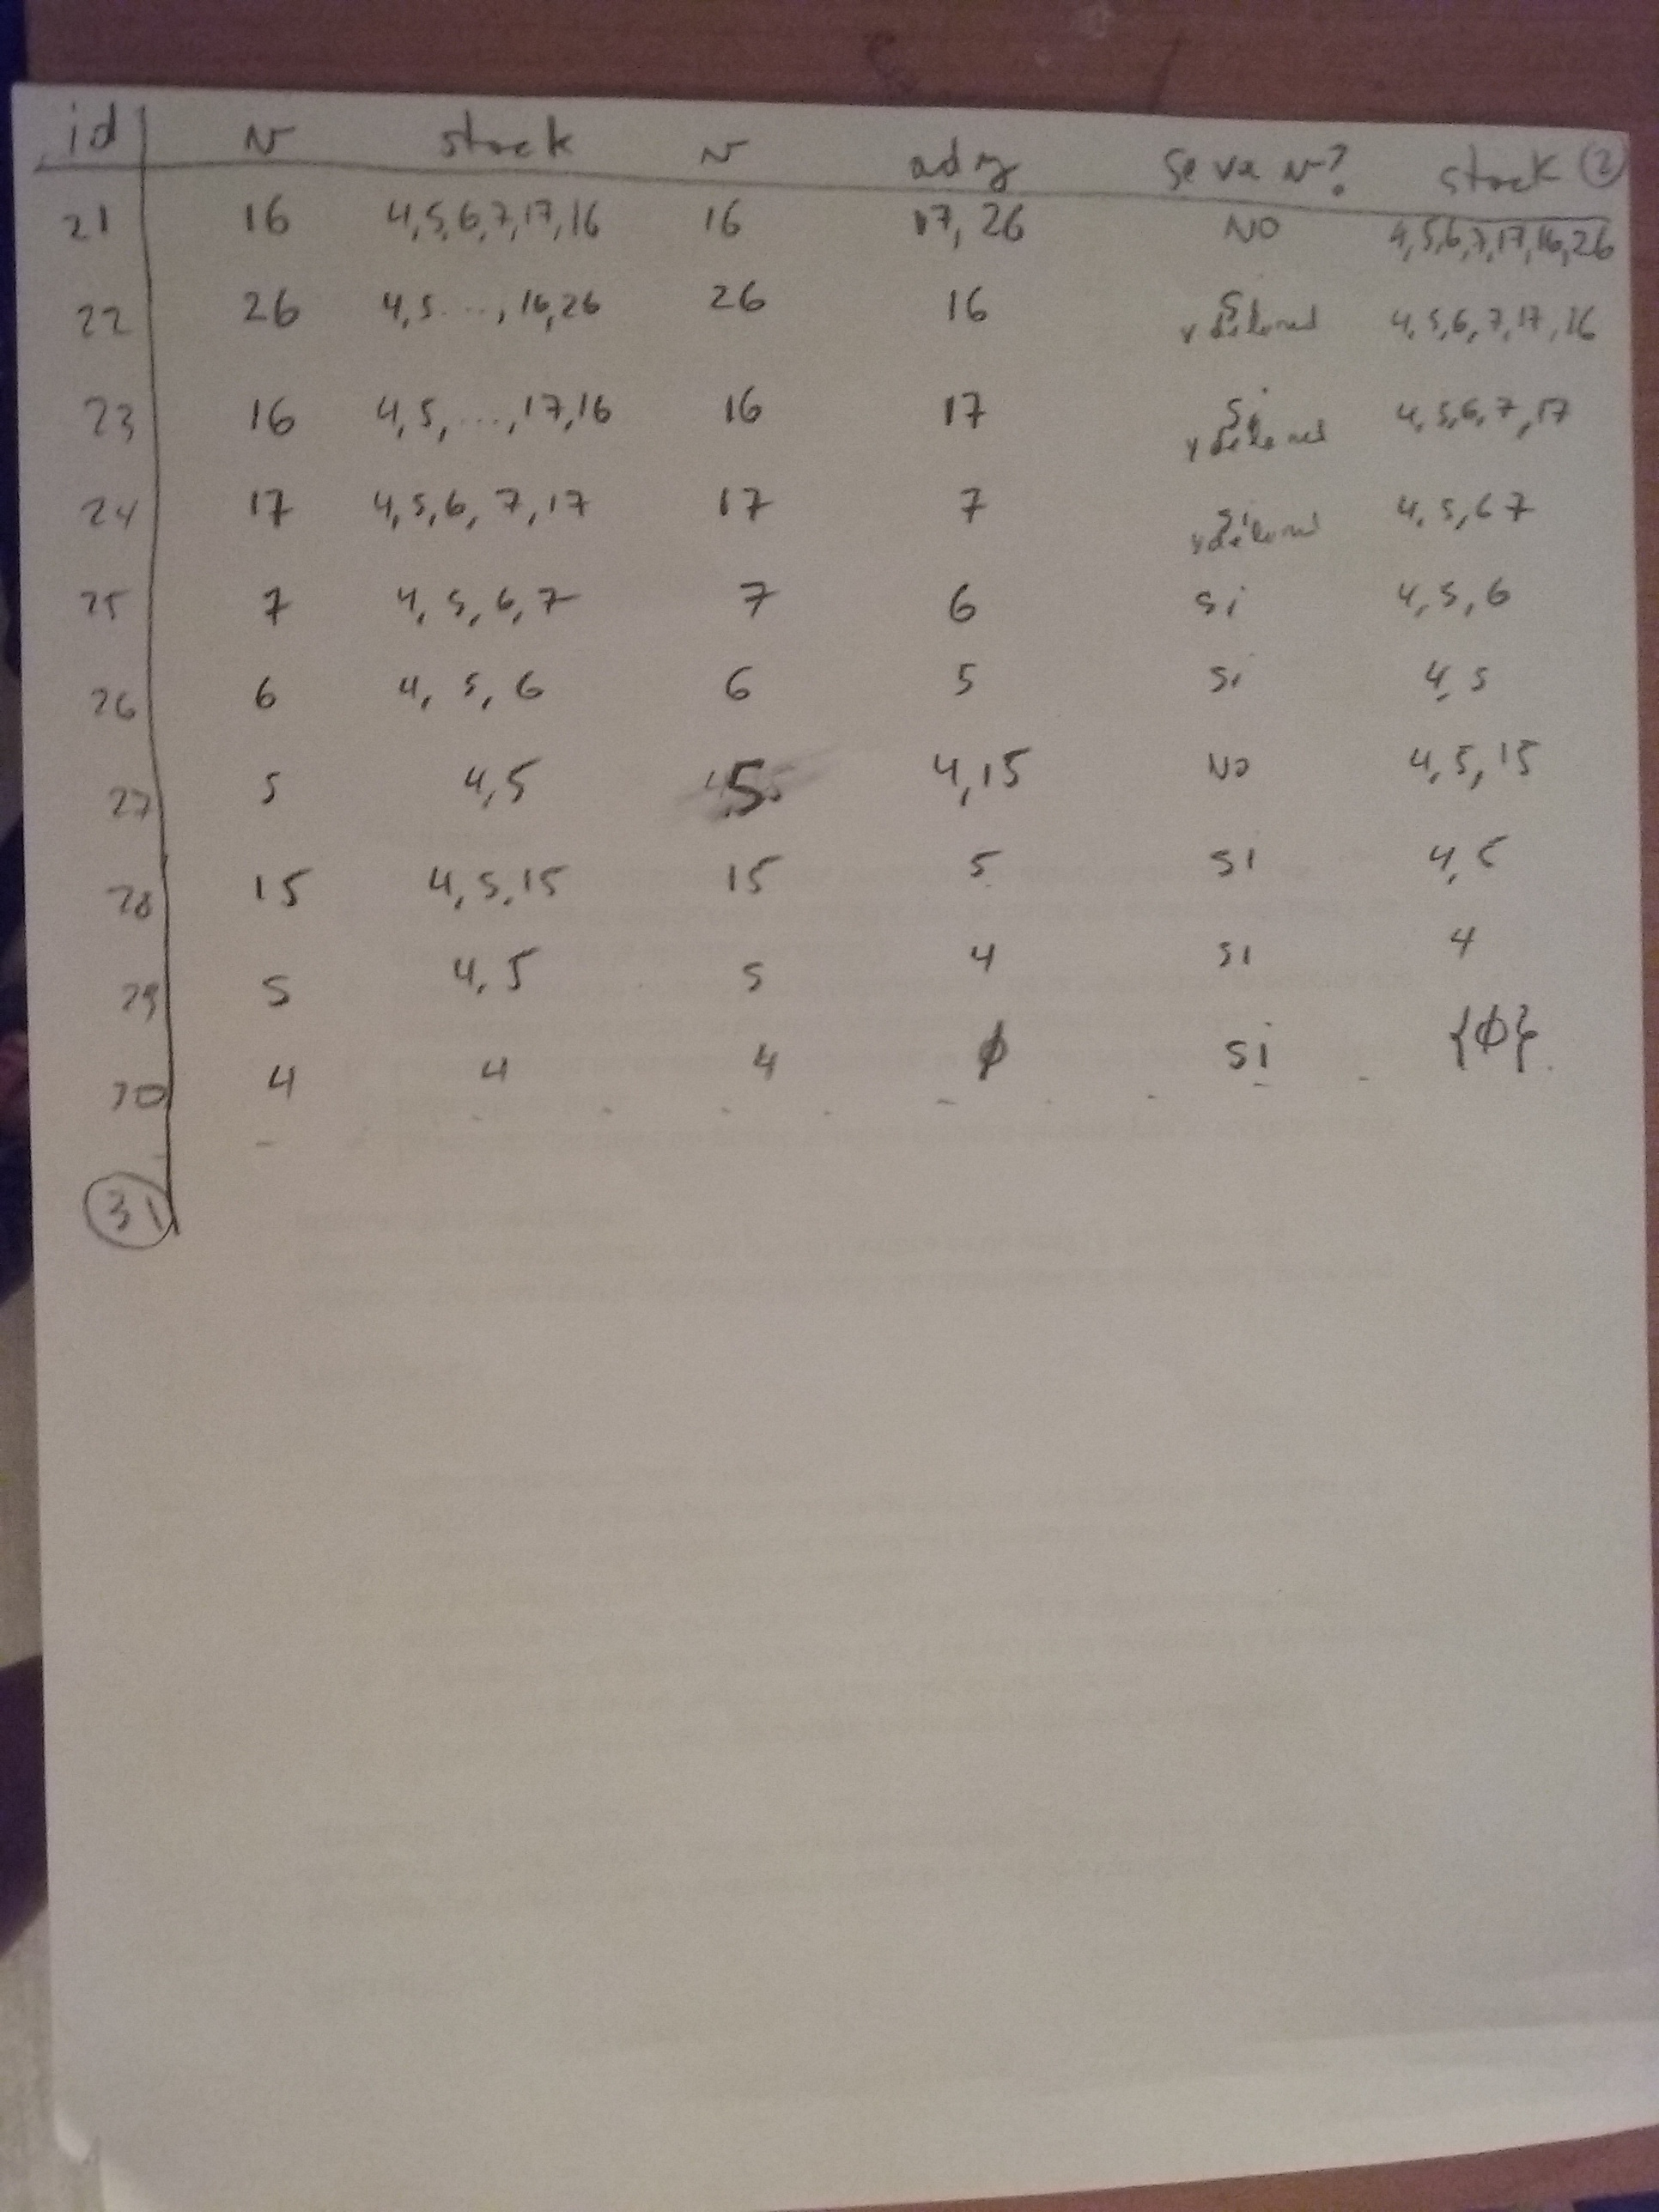 id N stack N ady Se va N? stack ②
21 16 4,5,6,7,17,16 16 17, 26 NO 4,5,6,7,17,16,26
22 26 4,5...,16,26 26 16 Si 4,5,6,7,17,16
23 16 4,5,...,17,16 16 17 Si 4,5,6,7,17
24 17 4,5,6,7,17 17 7 Si 4,5,6 7
25 7 4,5,6,7 7 6 si 4,5,6
26 6 4, 5, 6 6 5 si 4,5
27 5 4,5 5 4,15 NO 4,5,15
28 15 4,5,15 15 5 si 4,5
29 5 4,5 5 4 si 4
30 4 4 4 ϕ si {ϕ}
31